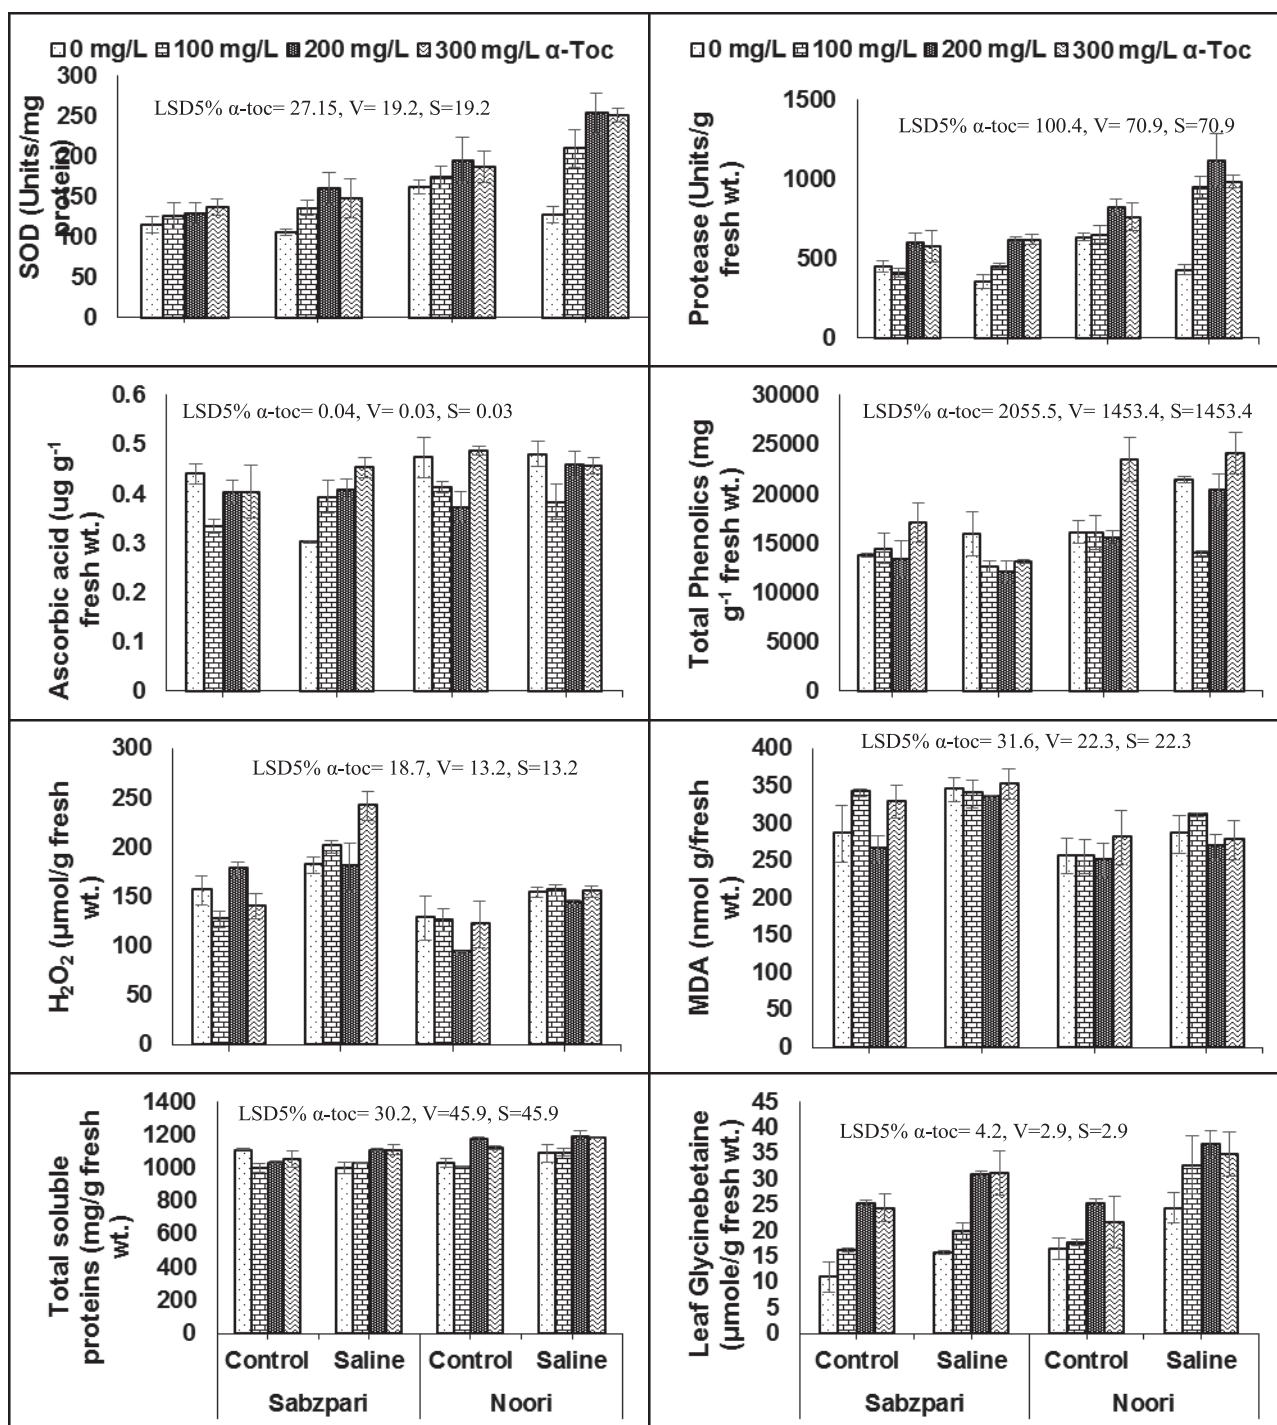 0 mg/L 100 mg/L 200 mg/L 300 mg/L α-Toc
0 mg/L 100 mg/L 200 mg/L 300 mg/L α-Toc
SOD (Units/mg
protein)
300
250
200
150
100
50
0
LSD5% α-toc= 27.15, V= 19.2, S=19.2
Protease (Units/g
fresh wt.
1500
1000
500
0
LSD5% α-toc= 100.4, V= 70.9, S=70.9
Ascorbic acid (ug g-1
fresh wt.)
0.6
0.5
0.4
0.3
0.2
0.1
0
LSD5% α-toc= 0.04, V= 0.03, S= 0.03
Total Phenolics (mg
g-1 fresh wt.)
30000
25000
20000
15000
10000
5000
0
LSD5% α-toc= 2055.5, V= 1453.4, S=1453.4
H2O2 (µmol/g fresh
wt.)
300
250
200
150
100
50
0
LSD5% α-toc= 18.7, V= 13.2, S=13.2
MDA (nmol g/fresh
wt.)
400
350
300
250
200
150
100
50
0
LSD5% α-toc= 31.6, V= 22.3, S= 22.3
Total soluble
proteins (mg/g fresh
wt.)
1400
1200
1000
800
600
400
200
0
LSD5% α-toc= 30.2, V=45.9, S=45.9
Control Saline Control Saline
Sabzpari Noori
Leaf Glycinebetaine
(µmole/g fresh wt.)
45
40
35
30
25
20
15
10
5
0
LSD5% α-toc= 4.2, V=2.9, S=2.9
Control Saline Control Saline
Sabzpari Noori